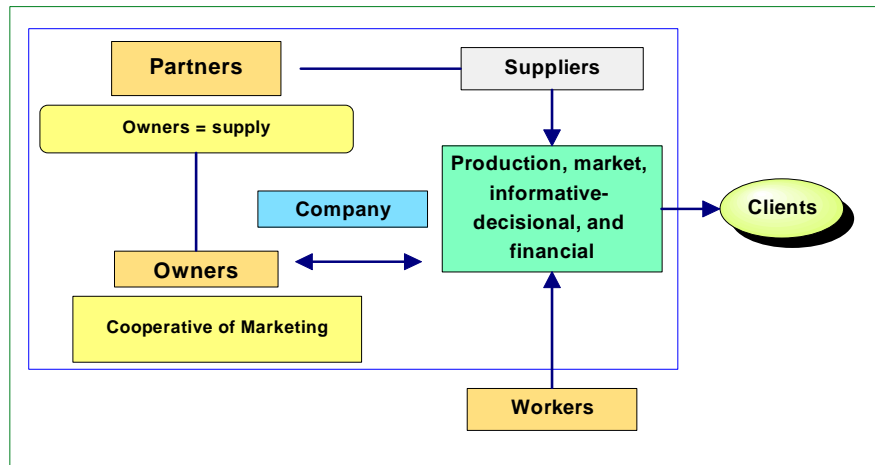 Partners
Suppliers
Owners = supply
Production, market,
informative-
decisional, and
financial
Clients
Company
Owners
Cooperative of Marketing
Workers